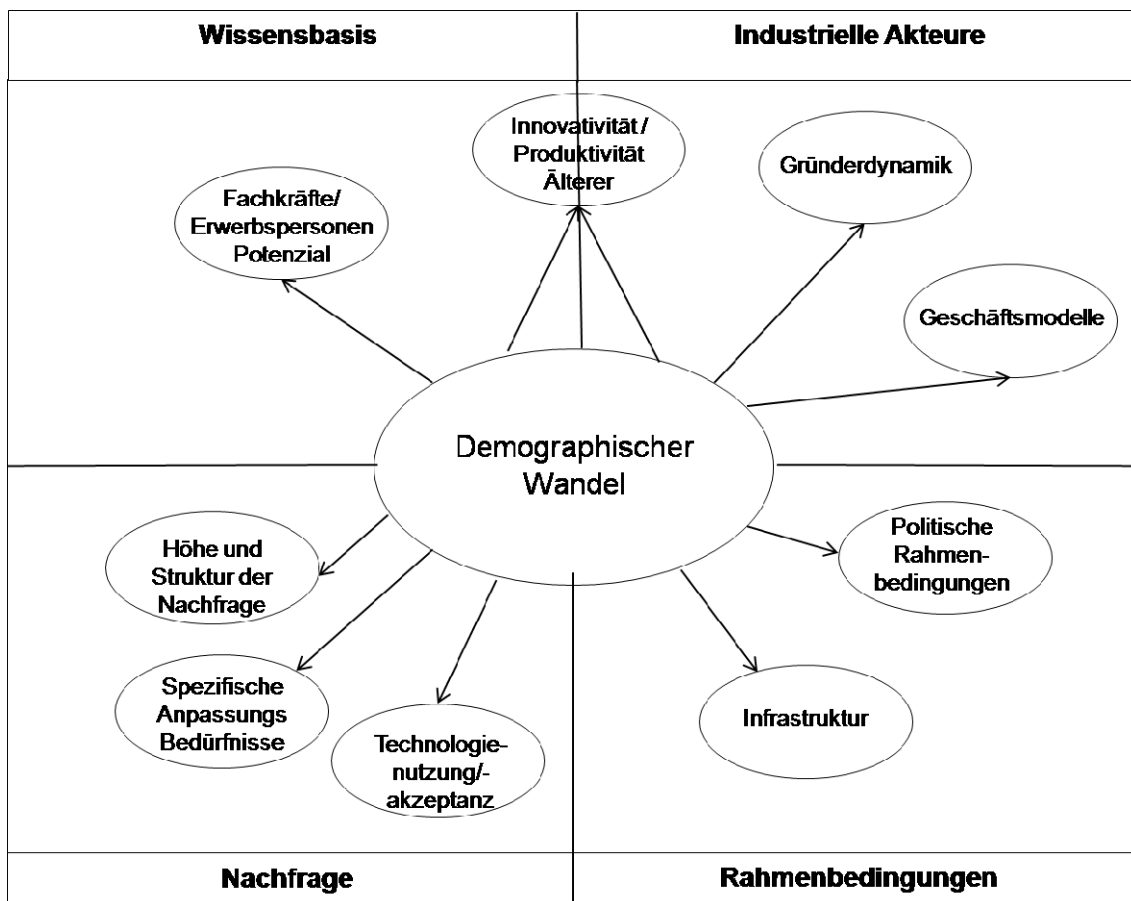 Wissensbasis
Industrielle Akteure
Innovativität /
Produktivität
Älterer
Gründerdynamik
Fachkräfte/
Erwerbspersonen
Potenzial
Geschäftsmodelle
Demographischer
Wandel
Höhe und
Struktur der
Nachfrage
Politische
Rahmen-
bedingungen
Spezifische
Anpassungs
Bedürfnisse
Technologie-
nutzung/-
akzeptanz
Infrastruktur
Nachfrage
Rahmenbedingungen